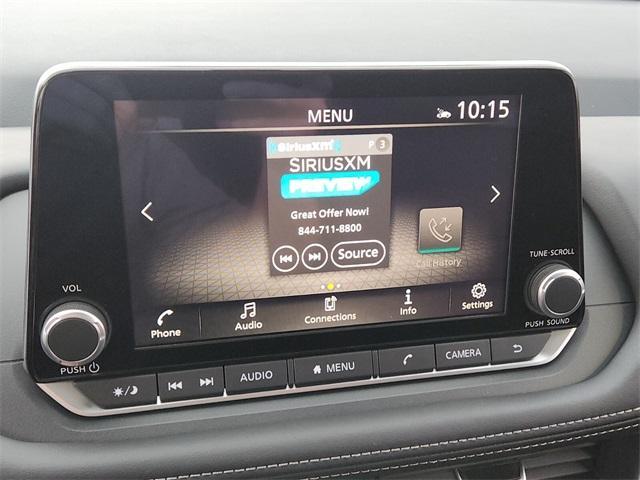 MENU
10:15
SiriusXm
P 3
SIRIUSXM
PREVIEW
Great Offer Now!
844-711-8800
Source
Call History
Phone
Audio
Connections
Info
Settings
VOL
PUSH
TUNE·SCROLL
PUSH SOUND
AUDIO
MENU
CAMERA